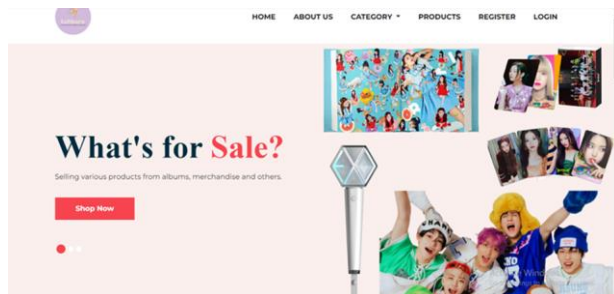 HOME ABOUT US CATEGORY PRODUCTS REGISTER LOGIN
What's for Sale?
Selling various products from albums, merchandise and others.
Shop Now